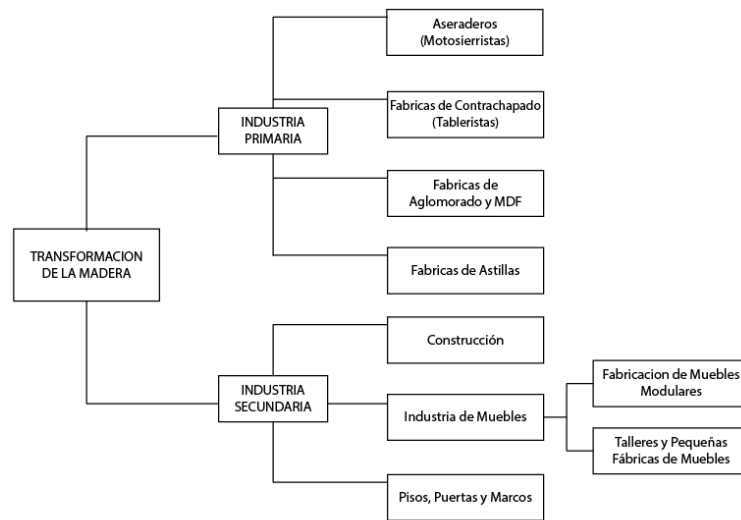 TRANSFORMACION
DE LA MADERA
INDUSTRIA
PRIMARIA
Aseraderos
(Motosierristas)
Fabricas de Contrachapado
(Tableristas)
Fabricas de
Aglomorado y MDF
Fabricas de Astillas
INDUSTRIA
SECUNDARIA
Construcción
Industria de Muebles
Fabricacion de Muebles
Modulares
Talleres y Pequeñas
Fábricas de Muebles
Pisos, Puertas y Marcos